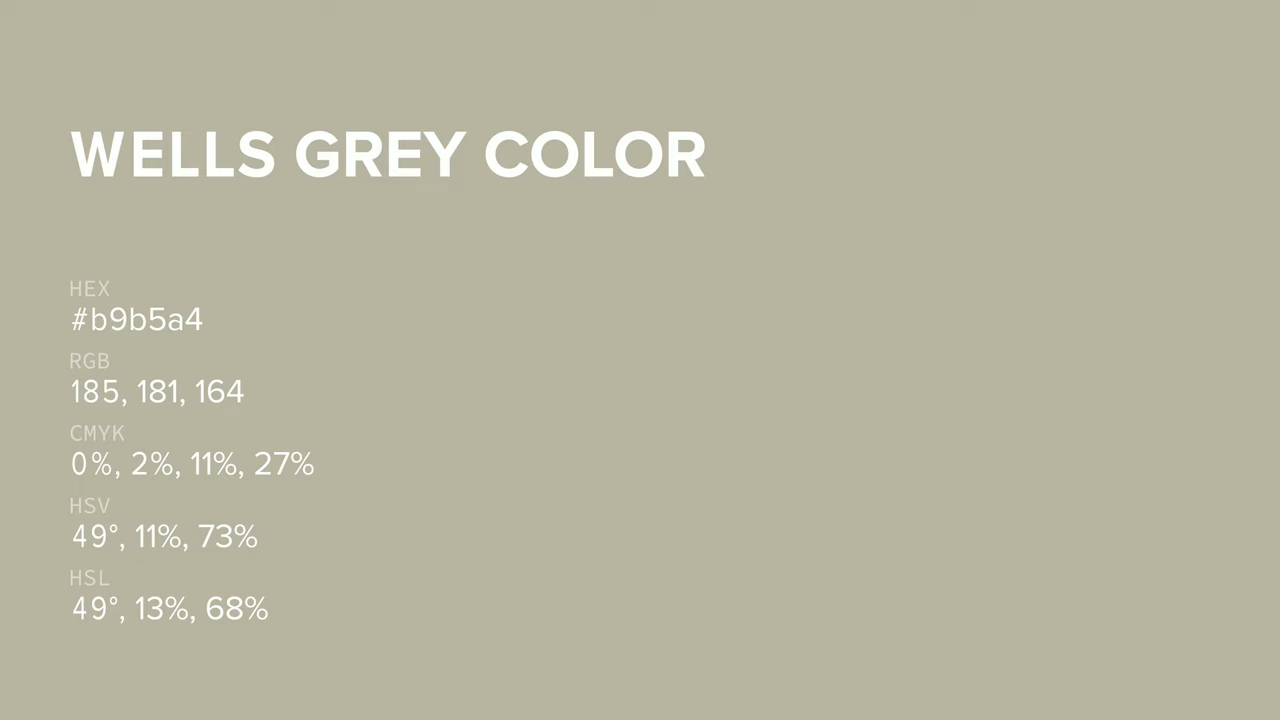 WELLS GREY COLOR
HEX
#b9b5a4
RGB
185, 181, 164
CMYK
0%, 2%, 11%, 27%
HSV
49°, 11%, 73%
HSL
49°, 13%, 68%